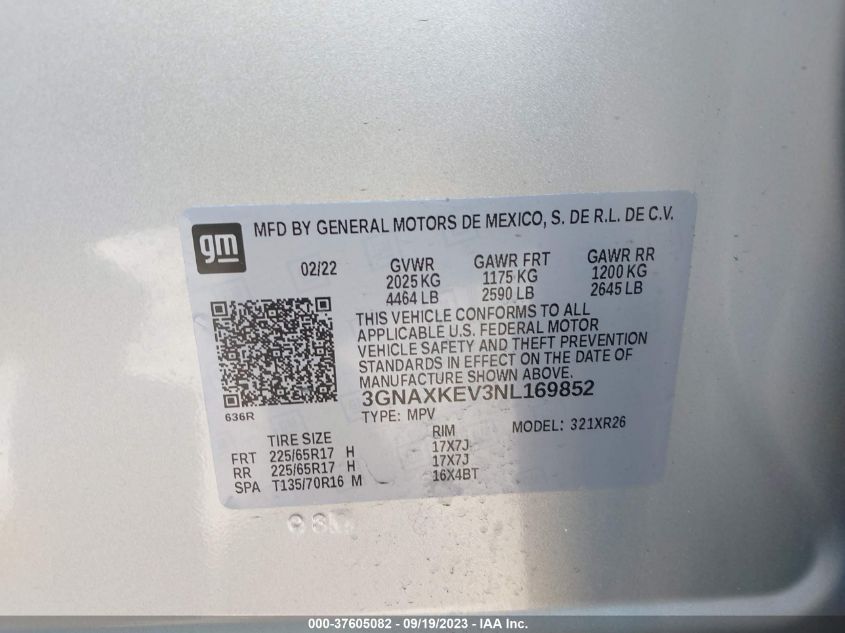 gm
MFD BY GENERAL MOTORS DE MEXICO, S. DE R.L. DE C.V.
02/22
GVWR
2025 KG
4464 LB
GAWR FRT
1175 KG
2590 LB
GAWR RR
1200 KG
2645 LB
THIS VEHICLE CONFORMS TO ALL
APPLICABLE U.S. FEDERAL MOTOR
VEHICLE SAFETY AND THEFT PREVENTION
STANDARDS IN EFFECT ON THE DATE OF
MANUFACTURE SHOWN ABOVE.
3GNAXKEV3NL169852
636R
TYPE: MPV
MODEL: 321XR26
TIRE SIZE
RIM
FRT 225/65R17 H 17X7J
RR 225/65R17 H 17X7J
SPA T135/70R16 M 16X4BT
000-37605082 - 09/19/2023 - IAA Inc.